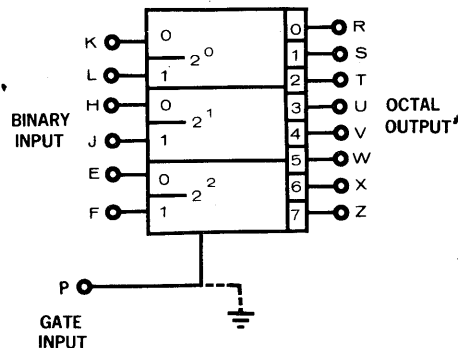 K 0 0 R
2⁰ 1 S
L 1 2 T
H 0 3 U
BINARY INPUT
2¹
J 1 4 V
OCTAL OUTPUT
5 W
E 0
2² 6 X
F 1 7 Z
P
GATE INPUT